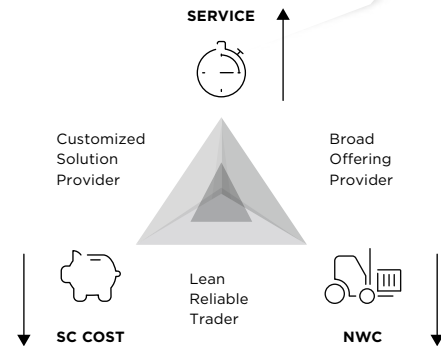 SERVICE
Customized
Solution
Provider
Broad
Offering
Provider
Lean
Reliable
Trader
SC COST
NWC